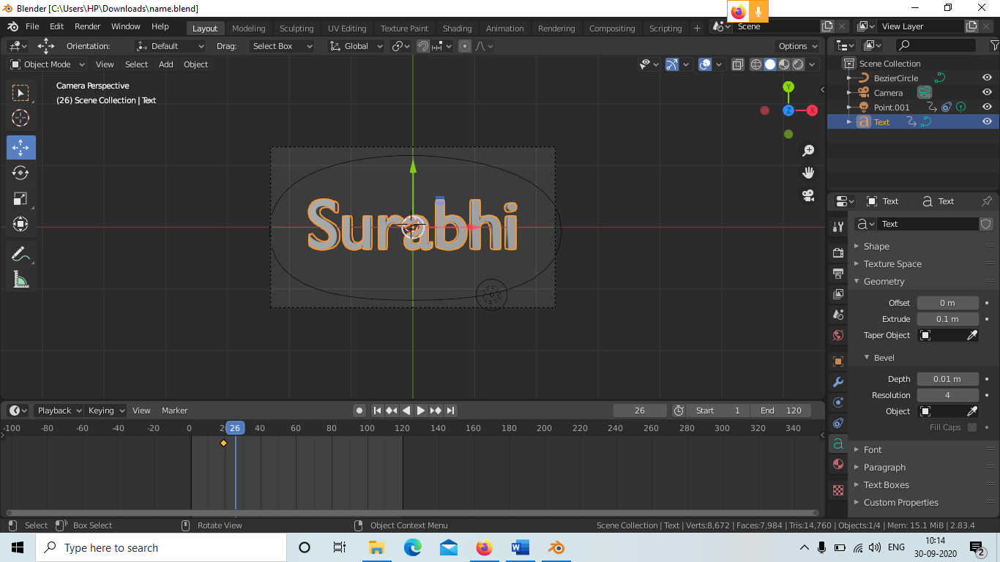 Blender [C:\Users\HP\Downloads\name.blend]
File Edit Render Window Help Layout Modeling Sculpting UV Editing Texture Paint Shading Animation Rendering Compositing Scripting + Scene View Layer
Orientation: Default Drag: Select Box Global Options
Object Mode View Select Add Object
Camera Perspective
(26) Scene Collection | Text
Surabhi
Y
Z X
Scene Collection
BezierCircle
Camera
Point.001
Text
Text Text
Text
Shape
Texture Space
Geometry
Offset 0 m
Extrude 0.1 m
Taper Object
Bevel
Depth 0.01 m
Resolution 4
Object
Fill Caps
Font
Paragraph
Text Boxes
Custom Properties
Playback Keying View Marker 26 Start 1 End 120
-100 -80 -60 -40 -20 0 26 40 60 80 100 120 140 160 180 200 220 240 260 280 300 320 340
Select Box Select Rotate View Object Context Menu Scene Collection | Text | Verts:8,672 | Faces:7,984 | Tris:14,760 | Objects:1/4 | Mem: 15.1 MiB | 2.83.4
Type here to search ENG 10:14
30-09-2020 2